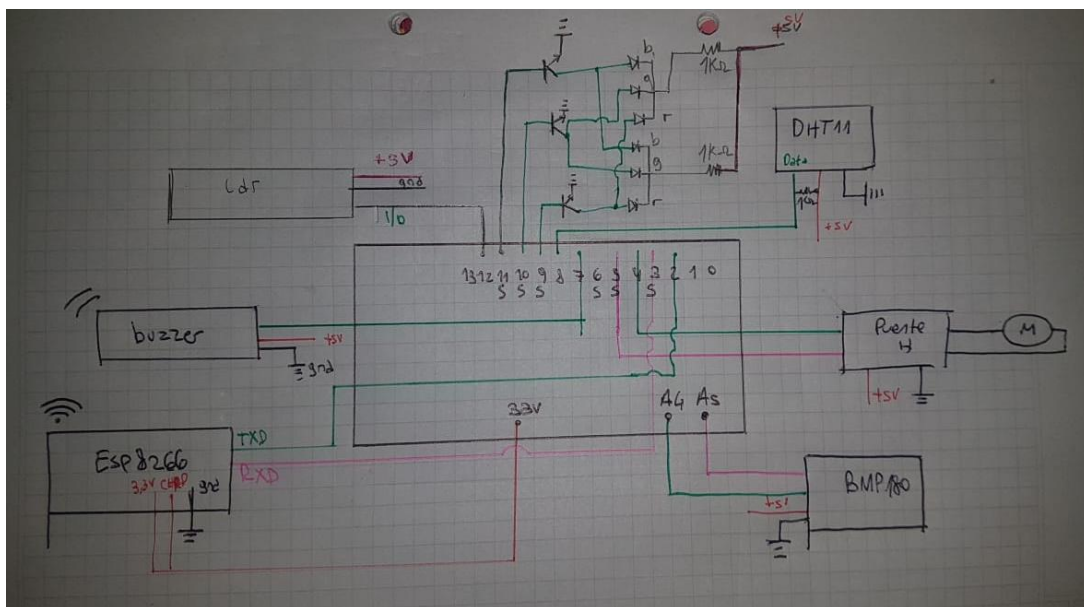 +5V
b
1KΩ
g
r
b
1KΩ
g
r
DHT11
Data
1KΩ
+5V
ldr
+5V
gnd
I/O
13 12 11 10 9 8 7 6 5 4 3 2 1 0
S S S S S S
buzzer
+5V
gnd
Puente
H
M
+5V
3.3V
A4 A5
TXD
RXD
Esp8266
3,3V CHPD gnd
BMP180
+5V